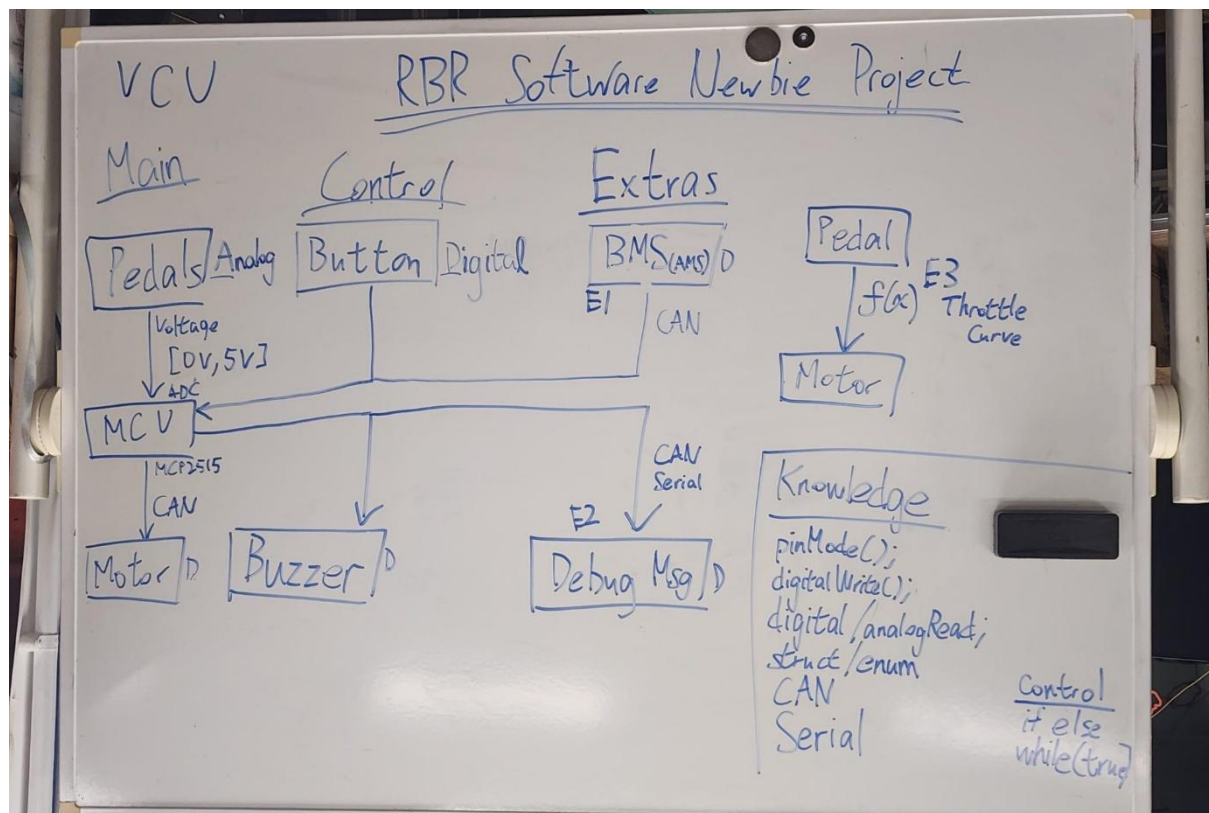 VCU
RBR Software Newbie Project
Main
Control
Extras
Pedals Analog
Button Digital
BMS(AMS) D
E1
CAN
Voltage
[0V, 5V]
ADC
MCU
MCP2515
CAN
Motor D
Buzzer D
CAN
Serial
E2
Debug Msg D
Pedal
f(x) E3
Throttle
Curve
Motor
Knowledge
pinMode();
digitalWrite();
digital/analogRead;
struct/enum
CAN
Serial
Control
if else
while(true)